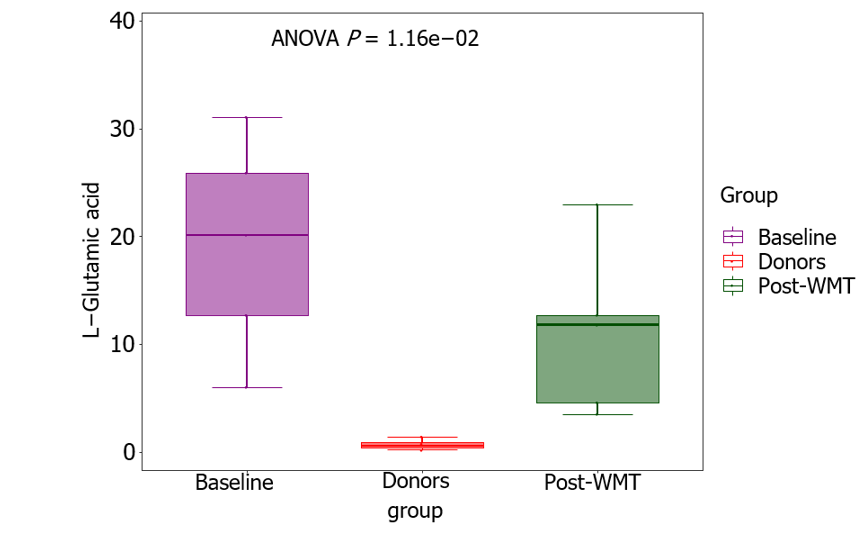 40
ANOVA P = 1.16e−02
30
20
10
0
L−Glutamic acid
Baseline
Donors
Post-WMT
group
Group
Baseline
Donors
Post-WMT